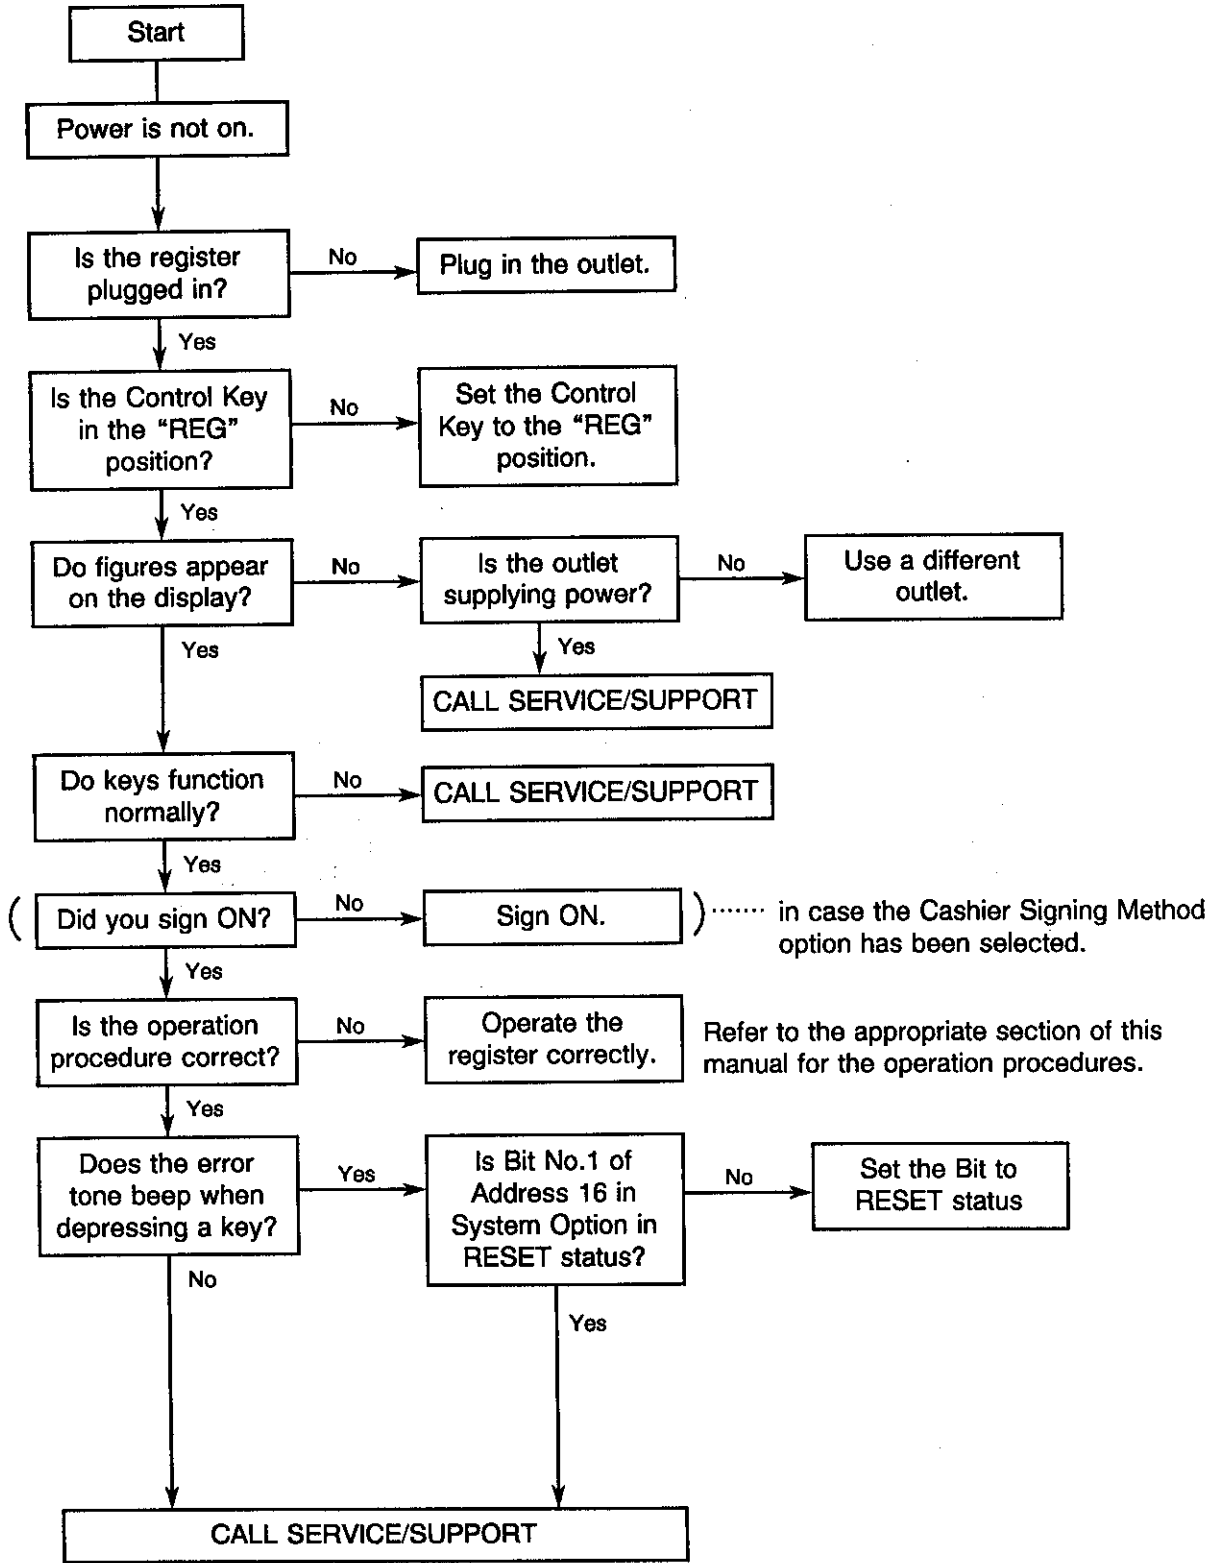 Start
Power is not on.
Is the register
plugged in?
No
Plug in the outlet.
Yes
Is the Control Key
in the “REG”
position?
No
Set the Control
Key to the “REG”
position.
Yes
Do figures appear
on the display?
No
Is the outlet
supplying power?
No
Use a different
outlet.
Yes
Yes
CALL SERVICE/SUPPORT
Do keys function
normally?
No
CALL SERVICE/SUPPORT
Yes
( Did you sign ON?
No
Sign ON.
) ······· in case the Cashier Signing Method
option has been selected.
Yes
Is the operation
procedure correct?
No
Operate the
register correctly.
Refer to the appropriate section of this
manual for the operation procedures.
Yes
Does the error
tone beep when
depressing a key?
Yes
Is Bit No.1 of
Address 16 in
System Option in
RESET status?
No
Set the Bit to
RESET status
No
Yes
CALL SERVICE/SUPPORT